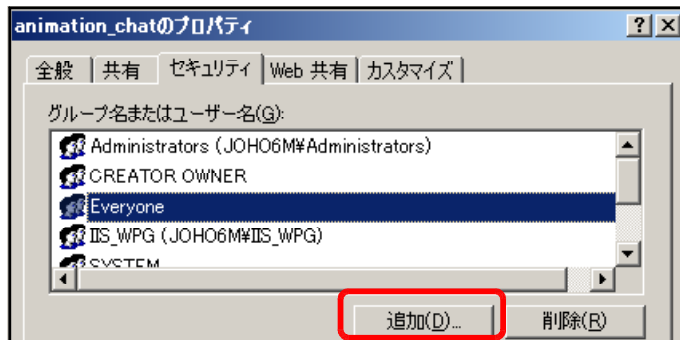 animation_chatのプロパティ
? ×
全般 共有 セキュリティ Web 共有 カスタマイズ
グループ名またはユーザー名(G):
Administrators (JOHO6M¥Administrators)
CREATOR OWNER
Everyone
IIS_WPG (JOHO6M¥IIS_WPG)
SYSTEM
追加(D)... 削除(R)